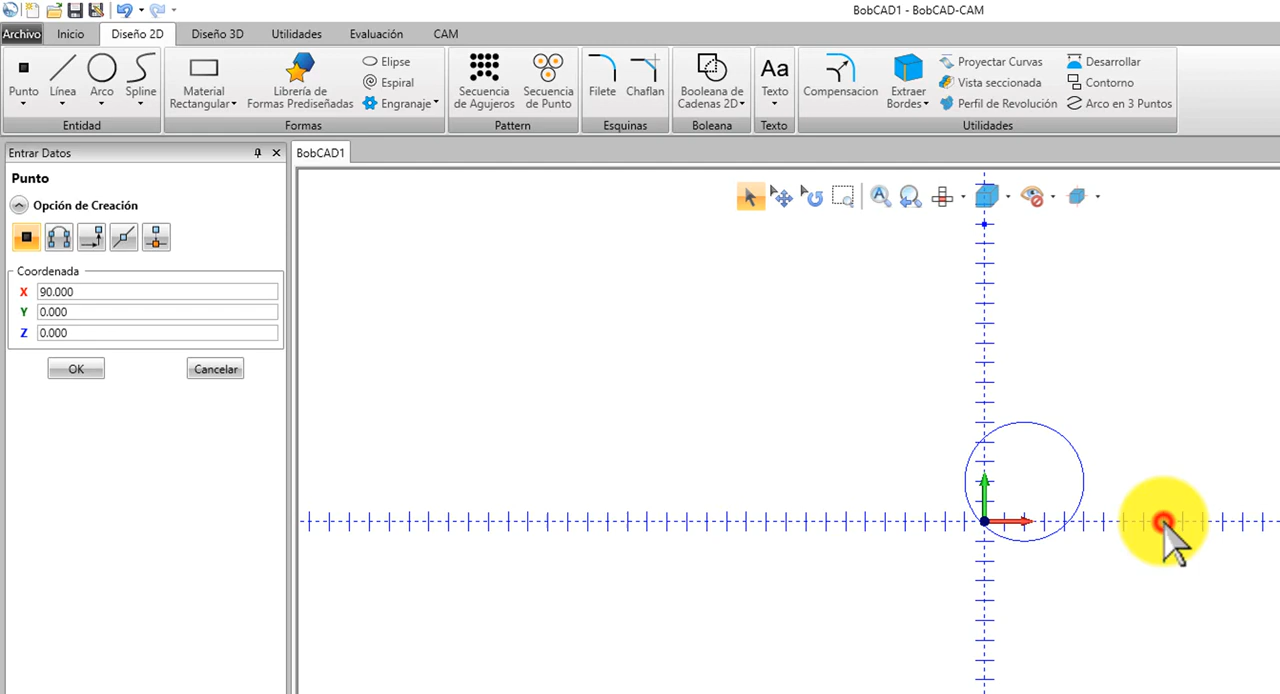 BobCAD1 - BobCAD-CAM
Archivo Inicio Diseño 2D Diseño 3D Utilidades Evaluación CAM
Punto Línea Arco Spline
Entidad
Material Rectangular
Librería de Formas Prediseñadas
Elipse
Espiral
Engranaje
Formas
Secuencia de Agujeros
Secuencia de Punto
Pattern
Filete Chaflan
Esquinas
Booleana de Cadenas 2D
Boleana
Aa
Texto
Texto
Compensacion
Extraer Bordes
Proyectar Curvas
Vista seccionada
Perfil de Revolución
Desarrollar
Contorno
Arco en 3 Puntos
Utilidades
Entrar Datos
BobCAD1
Punto
Opción de Creación
Coordenada
X 90.000
Y 0.000
Z 0.000
OK Cancelar